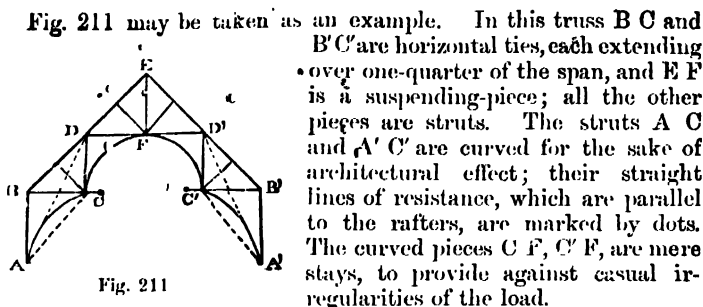 Fig. 211 may be taken as an example. In this truss B C and
B′C′ are horizontal ties, each extending
over one-quarter of the span, and E F
is a suspending-piece; all the other
pieces are struts. The struts A C
and A′ C′ are curved for the sake of
architectural effect; their straight
lines of resistance, which are parallel
to the rafters, are marked by dots.
The curved pieces C F, C′ F, are mere
stays, to provide against casual ir-
regularities of the load.
E
D
D′
F
B
C
C′
B′
A
A′
Fig. 211